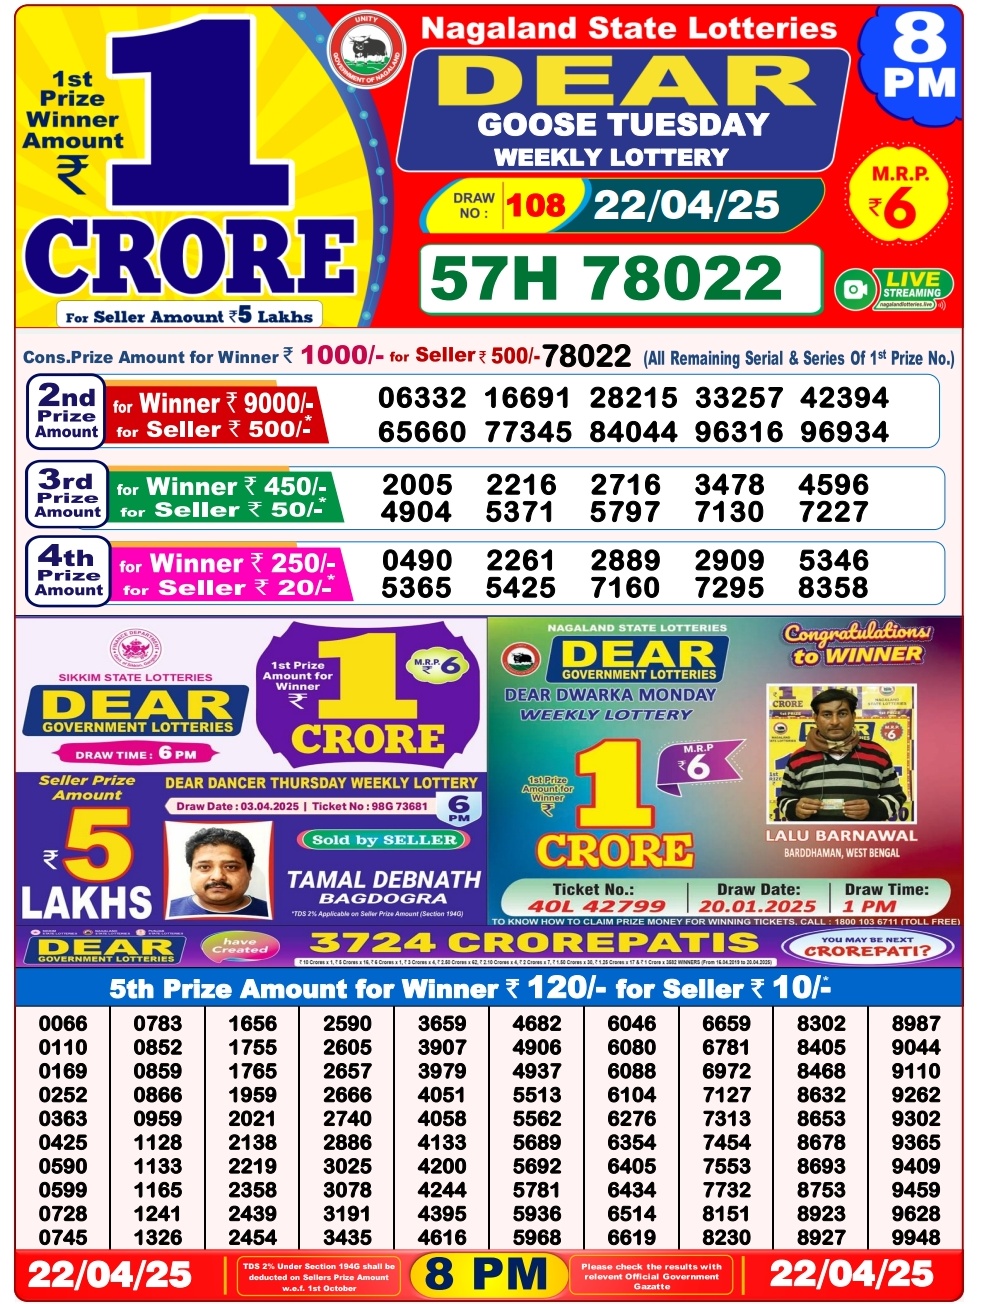 1st
Prize
Winner
Amount
₹
1
CRORE
For Seller Amount ₹5 Lakhs
UNITY
GOVERNMENT OF NAGALAND
Nagaland State Lotteries
DEAR
GOOSE TUESDAY
WEEKLY LOTTERY
8
PM
DRAW
NO : 108 22/04/25
M.R.P.
₹6
57H 78022
LIVE
STREAMING
nagalandlotteries.live
Cons.Prize Amount for Winner ₹ 1000/- for Seller ₹ 500/- 78022 (All Remaining Serial & Series Of 1st Prize No.)
2nd
Prize
Amount
for Winner ₹ 9000/-
for Seller ₹ 500/-*
06332 16691 28215 33257 42394
65660 77345 84044 96316 96934
3rd
Prize
Amount
for Winner ₹ 450/-
for Seller ₹ 50/-*
2005 2216 2716 3478 4596
4904 5371 5797 7130 7227
4th
Prize
Amount
for Winner ₹ 250/-
for Seller ₹ 20/-*
0490 2261 2889 2909 5346
5365 5425 7160 7295 8358
SIKKIM STATE LOTTERIES
DEAR
GOVERNMENT LOTTERIES
DRAW TIME : 6 PM
1st Prize
Amount for
Winner
₹
1
CRORE
M.R.P. ₹6
Seller Prize
Amount
₹5
LAKHS
DEAR DANCER THURSDAY WEEKLY LOTTERY
Draw Date : 03.04.2025 | Ticket No : 98G 73681
6
PM
Sold by SELLER
TAMAL DEBNATH
BAGDOGRA
*TDS 2% Applicable on Seller Prize Amount (Section 194G)
NAGALAND STATE LOTTERIES
DEAR
GOVERNMENT LOTTERIES
DEAR DWARKA MONDAY
WEEKLY LOTTERY
1st Prize
Amount for
Winner
₹
1
CRORE
M.R.P
₹6
Congratulations!
to WINNER
LALU BARNAWAL
BARDDHAMAN, WEST BENGAL
Ticket No.: Draw Date: Draw Time:
40L 42799 20.01.2025 1 PM
TO KNOW HOW TO CLAIM PRIZE MONEY FOR WINNING TICKETS, CALL : 1800 103 6711 (TOLL FREE)
DEAR
GOVERNMENT LOTTERIES
have
Created
3724 CROREPATIS
YOU MAY BE NEXT
CROREPATI?
5th Prize Amount for Winner ₹ 120/- for Seller ₹ 10/-*
0066 0783 1656 2590 3659 4682 6046 6659 8302 8987
0110 0852 1755 2605 3907 4906 6080 6781 8405 9044
0169 0859 1765 2657 3979 4937 6088 6972 8468 9110
0252 0866 1959 2666 4051 5513 6104 7127 8632 9262
0363 0959 2021 2740 4058 5562 6276 7313 8653 9302
0425 1128 2138 2886 4133 5689 6354 7454 8678 9365
0590 1133 2219 3025 4200 5692 6405 7553 8693 9409
0599 1165 2358 3078 4244 5781 6434 7732 8753 9459
0728 1241 2439 3191 4395 5936 6514 8151 8923 9628
0745 1326 2454 3435 4616 5968 6619 8230 8927 9948
22/04/25
TDS 2% Under Section 194G shall be
deducted on Sellers Prize Amount
w.e.f. 1st October
8 PM
Please check the results with
relevent Official Government
Gazatte
22/04/25